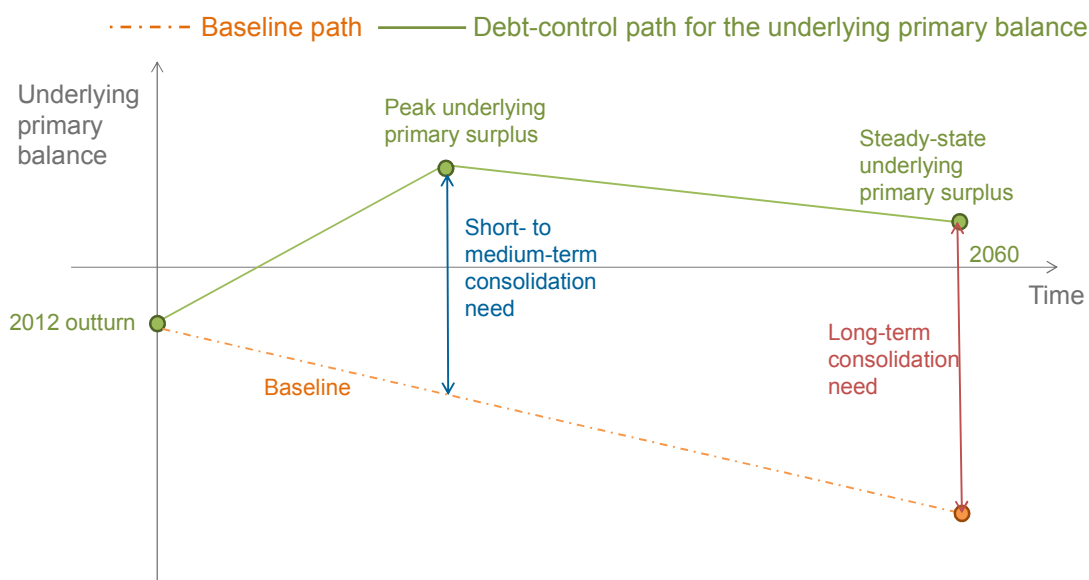 Baseline path
Debt-control path for the underlying primary balance
Underlying
primary
balance
Peak underlying
primary surplus
Steady-state
underlying
primary surplus
Short- to
medium-term
consolidation
need
2060
Time
2012 outturn
Long-term
consolidation
need
Baseline